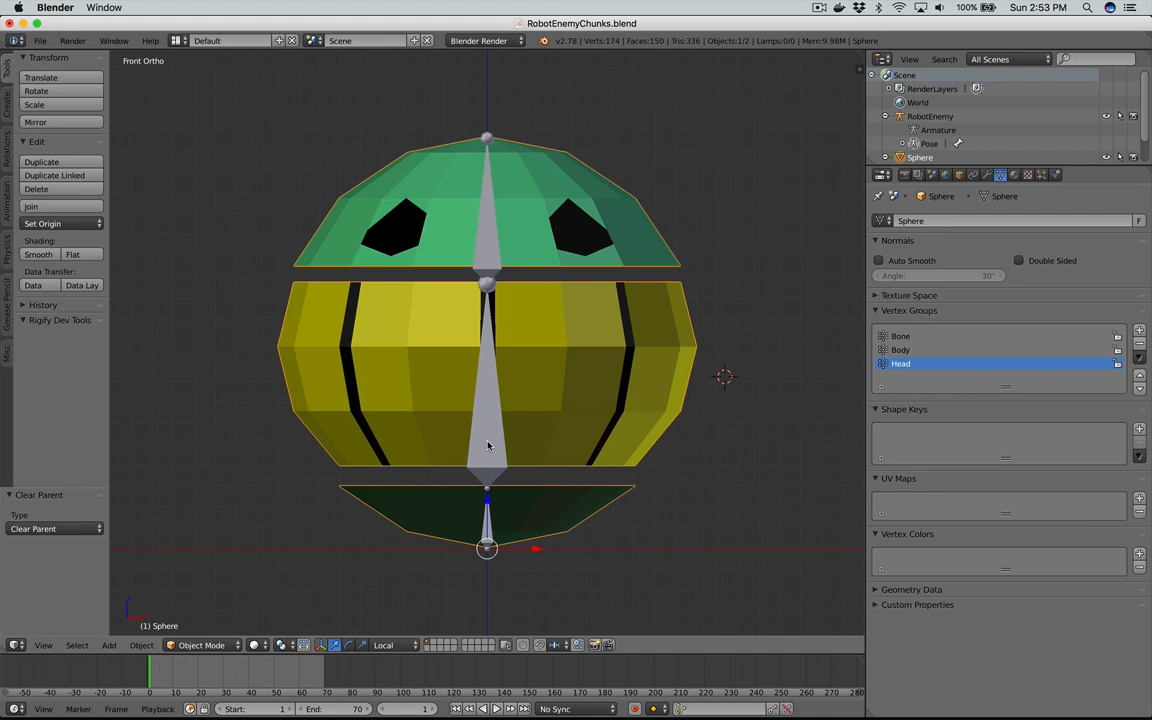 Blender Window 100% Sun 2:53 PM
RobotEnemyChunks.blend
File Render Window Help Default Scene Blender Render v2.78 | Verts:174 | Faces:150 | Tris:336 | Objects:1/2 | Lamps:0/0 | Mem:9.98M | Sphere
View Search All Scenes
Transform
Translate
Rotate
Scale
Mirror
Edit
Duplicate
Duplicate Linked
Delete
Join
Set Origin
Shading:
Smooth Flat
Data Transfer:
Data Data Lay
History
Rigify Dev Tools
Tools
Create
Relations
Animation
Physics
Grease Pencil
Misc
Clear Parent
Type
Clear Parent
Front Ortho
(1) Sphere
Scene
RenderLayers
World
RobotEnemy
Armature
Pose
Sphere
Sphere Sphere
Sphere F
Normals
Auto Smooth Double Sided
Angle: 30°
Texture Space
Vertex Groups
Bone
Body
Head
Shape Keys
UV Maps
Vertex Colors
Geometry Data
Custom Properties
View Select Add Object Object Mode Local
-50 -40 -30 -20 -10 0 10 20 30 40 50 60 70 80 90 100 110 120 130 140 150 160 170 180 190 200 210 220 230 240 250 260 270 280
View Marker Frame Playback Start: 1 End: 70 1 No Sync